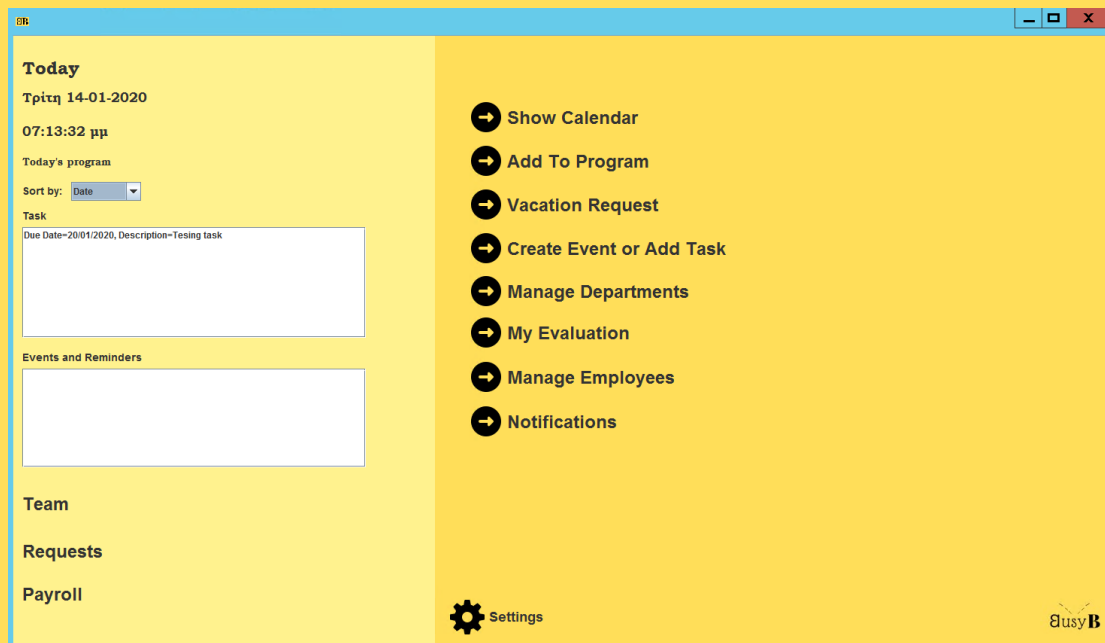 BB
Today
Τρίτη 14-01-2020
07:13:32 μμ
Today's program
Sort by: Date
Task
Due Date=20/01/2020, Description=Tesing task
Events and Reminders
Team
Requests
Payroll
Show Calendar
Add To Program
Vacation Request
Create Event or Add Task
Manage Departments
My Evaluation
Manage Employees
Notifications
Settings
BusyB